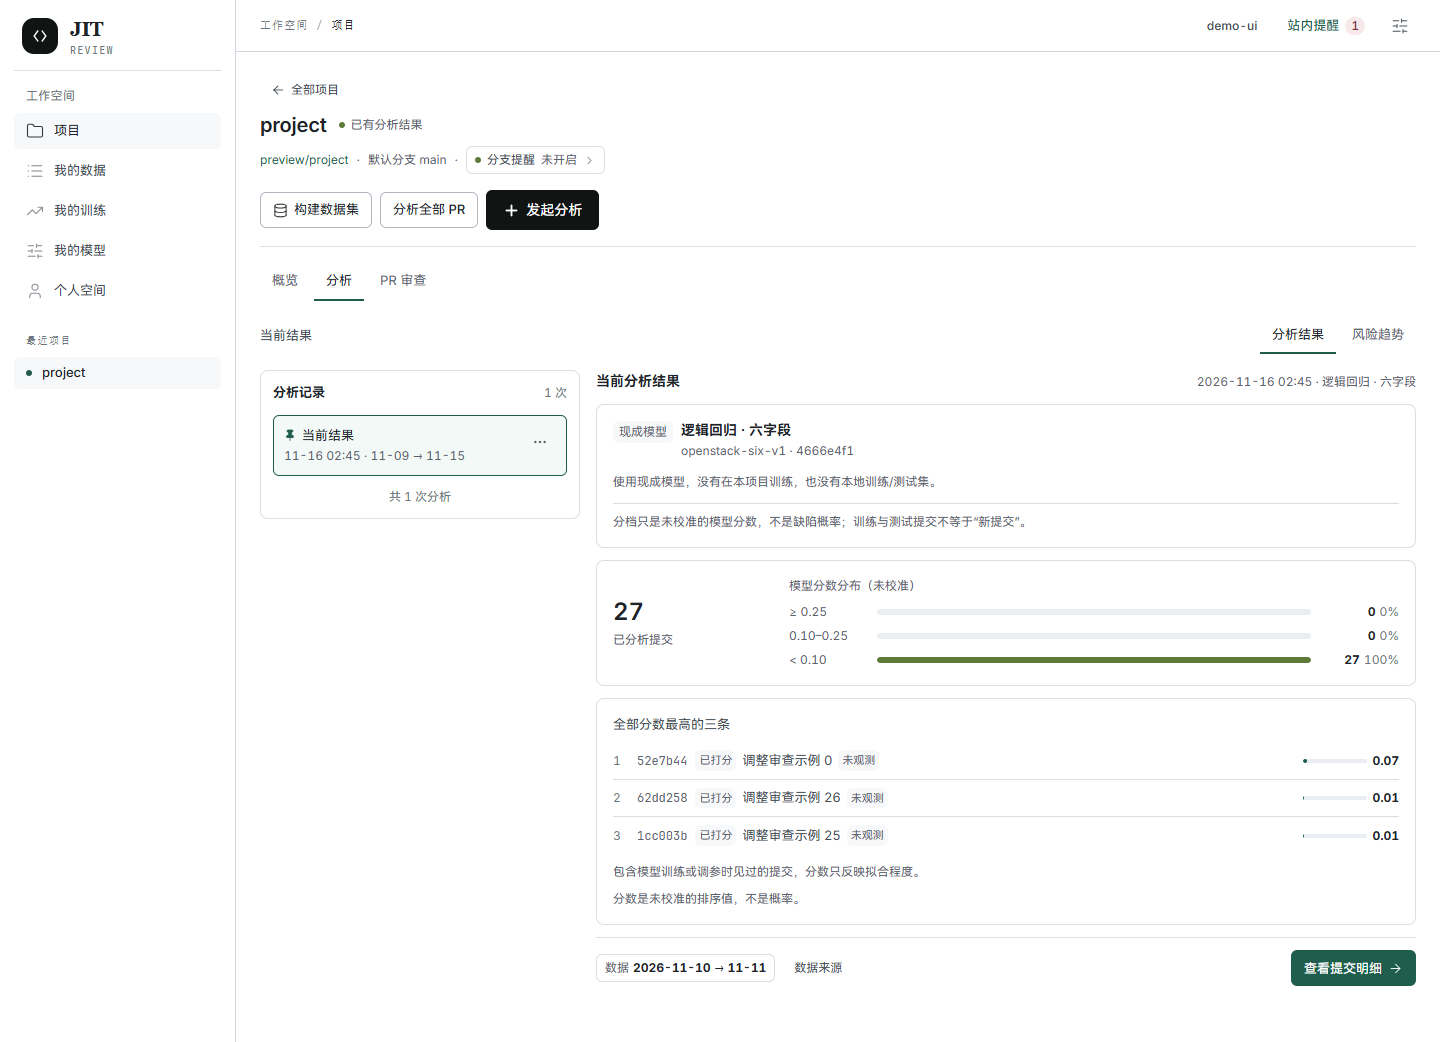 JIT
REVIEW
工作空间
项目
我的数据
我的训练
我的模型
个人空间
最近项目
project
工作空间 / 项目
demo-ui
站内提醒 1
← 全部项目
project 已有分析结果
preview/project · 默认分支 main · 分支提醒 未开启 >
构建数据集
分析全部 PR
+ 发起分析
概览
分析
PR 审查
当前结果
分析结果
风险趋势
分析记录 1 次
当前结果
11-16 02:45 · 11-09 → 11-15
...
共 1 次分析
当前分析结果
2026-11-16 02:45 · 逻辑回归 · 六字段
现成模型 逻辑回归 · 六字段
openstack-six-v1 · 4666e4f1
使用现成模型，没有在本项目训练，也没有本地训练/测试集。
分档只是未校准的模型分数，不是缺陷概率；训练与测试提交不等于“新提交”。
27
已分析提交
模型分数分布（未校准）
≥ 0.25 0 0%
0.10–0.25 0 0%
< 0.10 27 100%
全部分数最高的三条
1 52e7b44 已打分 调整审查示例 0 未观测 0.07
2 62dd258 已打分 调整审查示例 26 未观测 0.01
3 1cc003b 已打分 调整审查示例 25 未观测 0.01
包含模型训练或调参时见过的提交，分数只反映拟合程度。
分数是未校准的排序值，不是概率。
数据 2026-11-10 → 11-11
数据来源
查看提交明细 →